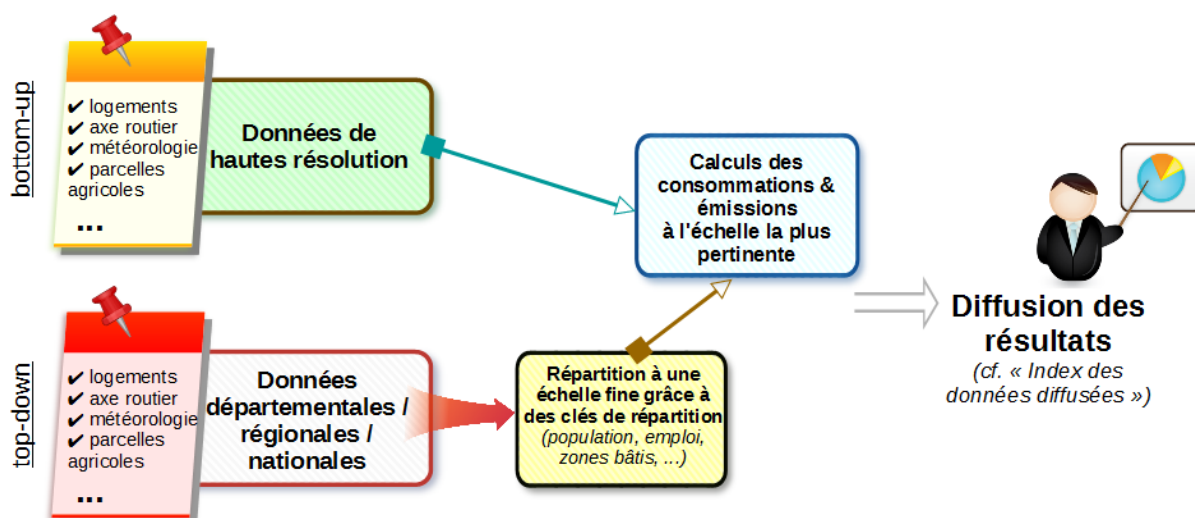 bottom-up
✔ logements
✔ axe routier
✔ météorologie
✔ parcelles
agricoles
...
Données de
hautes résolution
Calculs des
consommations &
émissions
à l'échelle la plus
pertinente
top-down
✔ logements
✔ axe routier
✔ météorologie
✔ parcelles
agricoles
...
Données
départementales /
régionales /
nationales
Répartition à une
échelle fine grâce à
des clés de répartition
(population, emploi,
zones bâtis, ...)
Diffusion des
résultats
(cf. « Index des
données diffusées »)